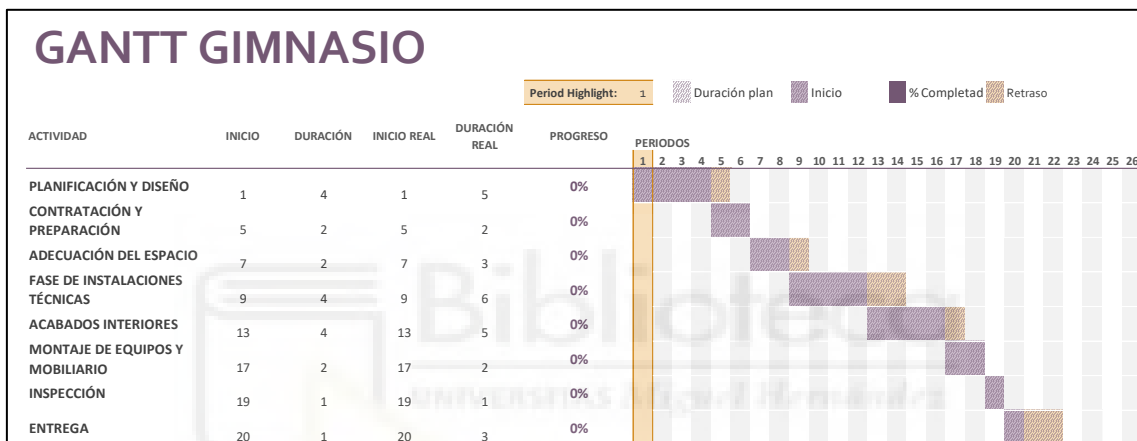 GANTT GIMNASIO
Period Highlight: 1 Duración plan Inicio % Completad Retraso
ACTIVIDAD INICIO DURACIÓN INICIO REAL DURACIÓN REAL PROGRESO PERIODOS
1 2 3 4 5 6 7 8 9 10 11 12 13 14 15 16 17 18 19 20 21 22 23 24 25 26
PLANIFICACIÓN Y DISEÑO 1 4 1 5 0%
CONTRATACIÓN Y
PREPARACIÓN 5 2 5 2 0%
ADECUACIÓN DEL ESPACIO 7 2 7 3 0%
FASE DE INSTALACIONES
TÉCNICAS 9 4 9 6 0%
ACABADOS INTERIORES 13 4 13 5 0%
MONTAJE DE EQUIPOS Y
MOBILIARIO 17 2 17 2 0%
INSPECCIÓN 19 1 19 1 0%
ENTREGA 20 1 20 3 0%
Biblioteca
UNIVERSITAS Miguel Hernández